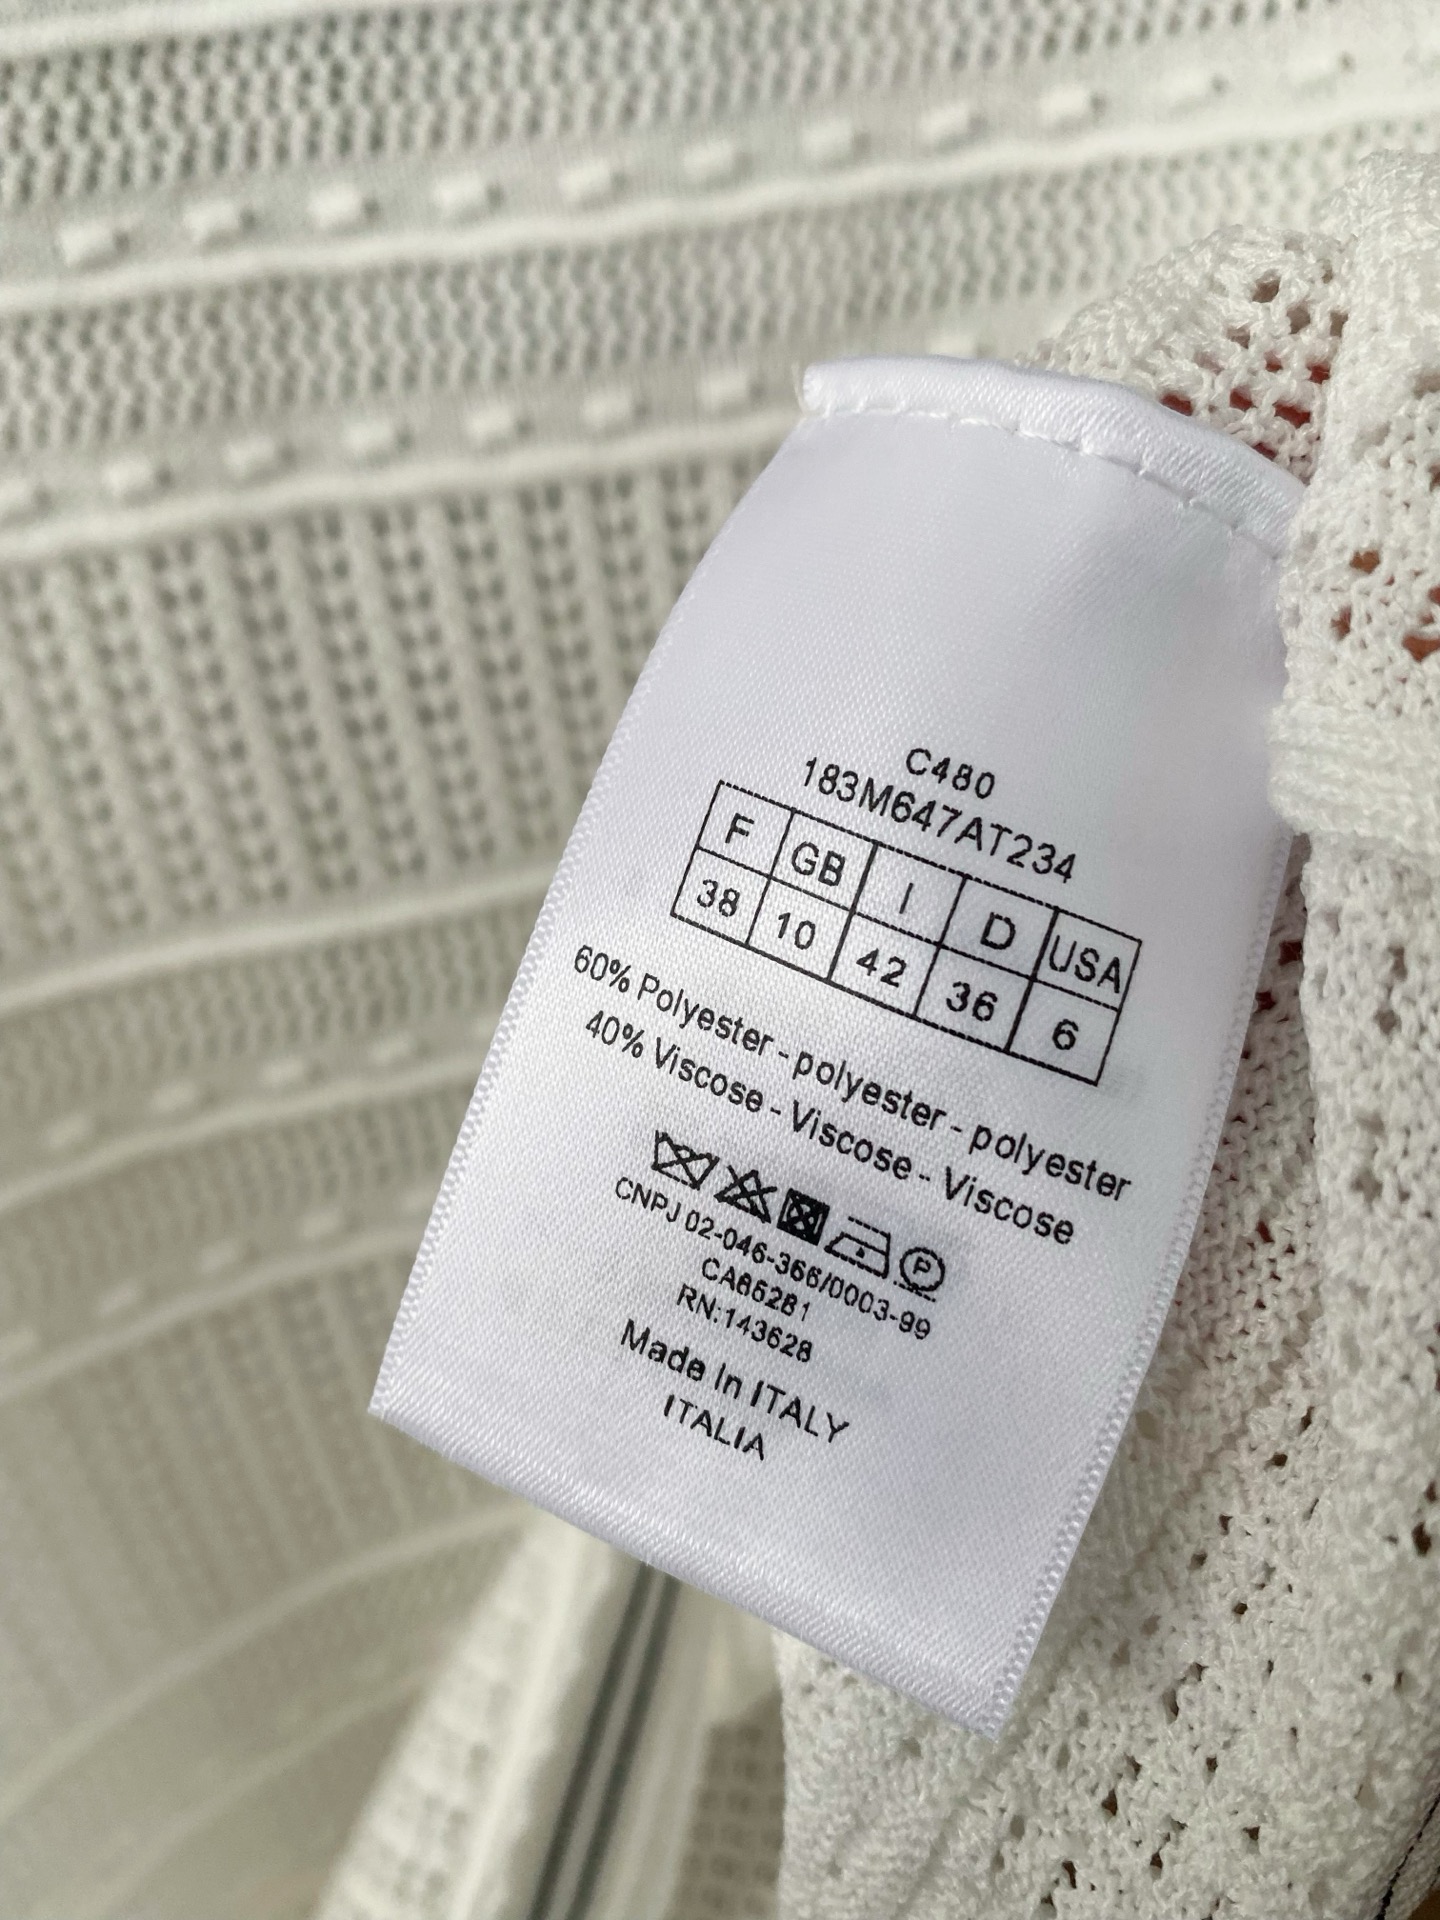 C480
183M647AT234
F GB I D USA
38 10 42 36 6
60% Polyester - polyester - polyester
40% Viscose - Viscose - Viscose
P
CNPJ 02-046-366/0003-99
CA65281
RN:143628
Made in ITALY
ITALIA